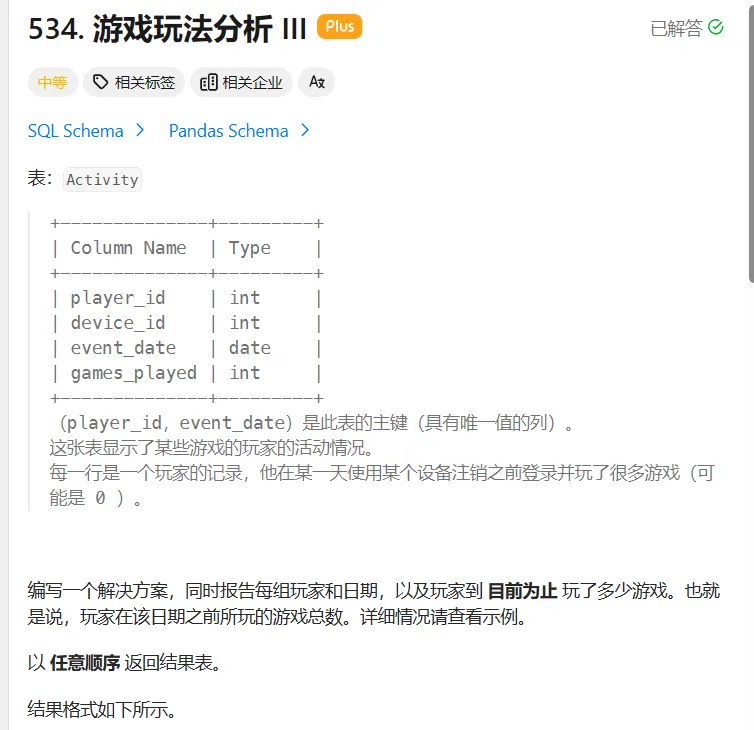 534. 游戏玩法分析 III Plus 已解答
中等 相关标签 相关企业 Aあ
SQL Schema Pandas Schema
表：Activity
+--------------+---------+
| Column Name  | Type    |
+--------------+---------+
| player_id    | int     |
| device_id    | int     |
| event_date   | date    |
| games_played | int     |
+--------------+---------+
（player_id，event_date）是此表的主键（具有唯一值的列）。
这张表显示了某些游戏的玩家的活动情况。
每一行是一个玩家的记录，他在某一天使用某个设备注销之前登录并玩了很多游戏（可
能是 0 ）。
编写一个解决方案，同时报告每组玩家和日期，以及玩家到 目前为止 玩了多少游戏。也就
是说，玩家在该日期之前所玩的游戏总数。详细情况请查看示例。
以 任意顺序 返回结果表。
结果格式如下所示。